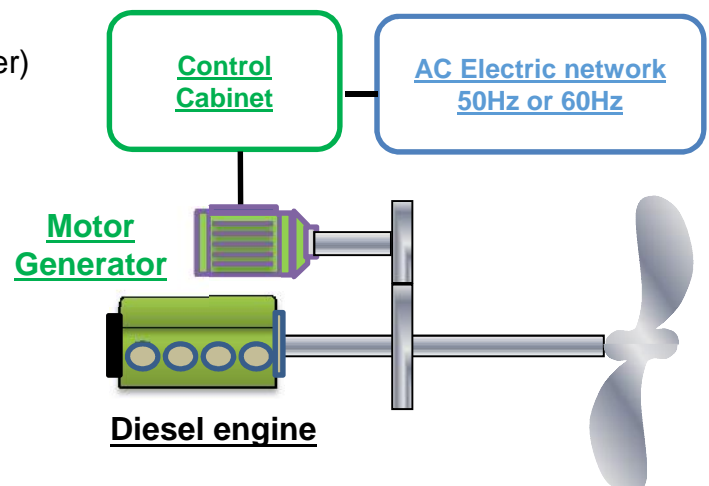 er)
Control
Cabinet
AC Electric network
50Hz or 60Hz
Motor
Generator
Diesel engine